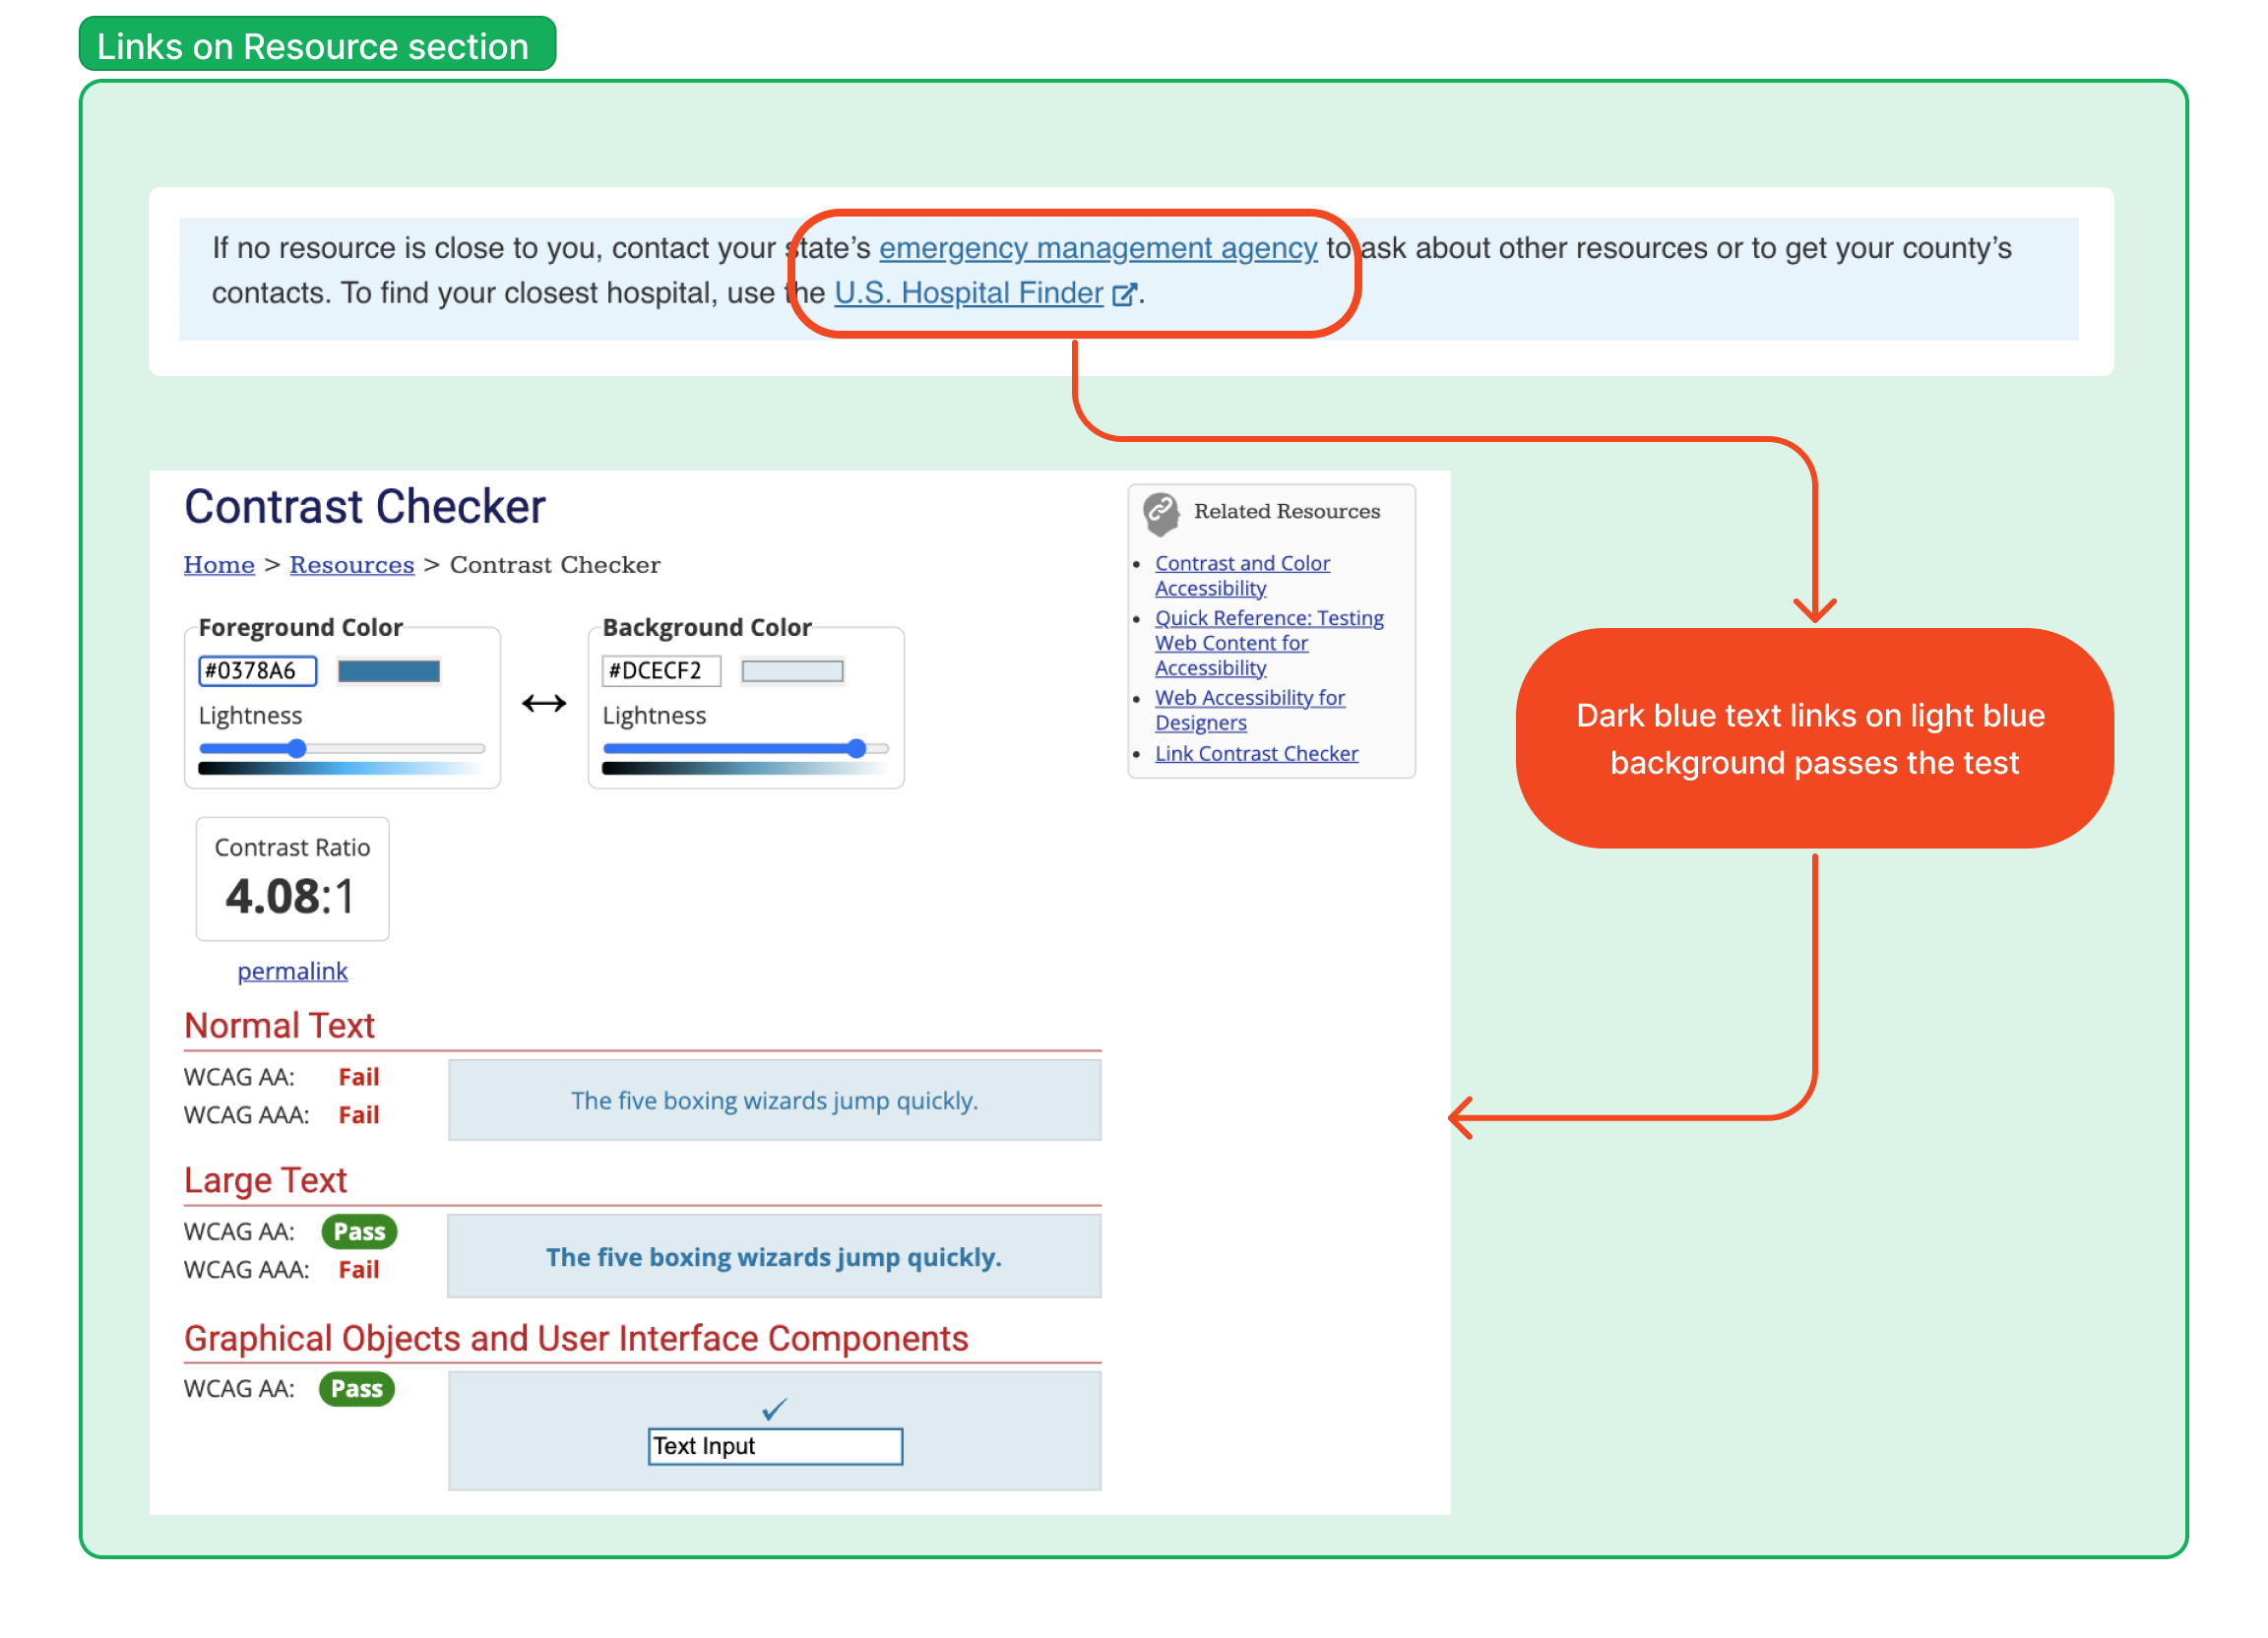 Links on Resource section
If no resource is close to you, contact your state’s emergency management agency to ask about other resources or to get your county’s
contacts. To find your closest hospital, use the U.S. Hospital Finder.
Contrast Checker
Home > Resources > Contrast Checker
Foreground Color
#0378A6
Lightness
Background Color
#DCECF2
Lightness
Related Resources
Contrast and Color
Accessibility
Quick Reference: Testing
Web Content for
Accessibility
Web Accessibility for
Designers
Link Contrast Checker
Dark blue text links on light blue
background passes the test
Contrast Ratio
4.08:1
permalink
Normal Text
WCAG AA: Fail
WCAG AAA: Fail
The five boxing wizards jump quickly.
Large Text
WCAG AA: Pass
WCAG AAA: Fail
The five boxing wizards jump quickly.
Graphical Objects and User Interface Components
WCAG AA: Pass
Text Input